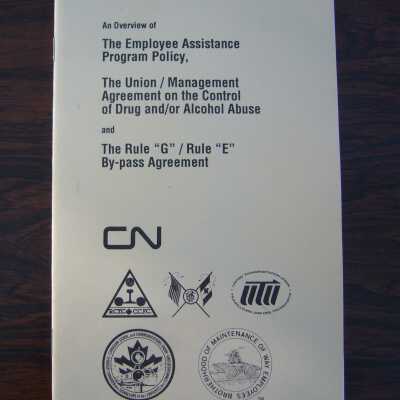 An Overview of
The Employee Assistance
Program Policy,
The Union / Management
Agreement on the Control
of Drug and/or Alcohol Abuse
and
The Rule “G” / Rule “E”
By-pass Agreement
CN
utu
BROTHERHOOD OF MAINTENANCE OF WAY EMPLOYEES